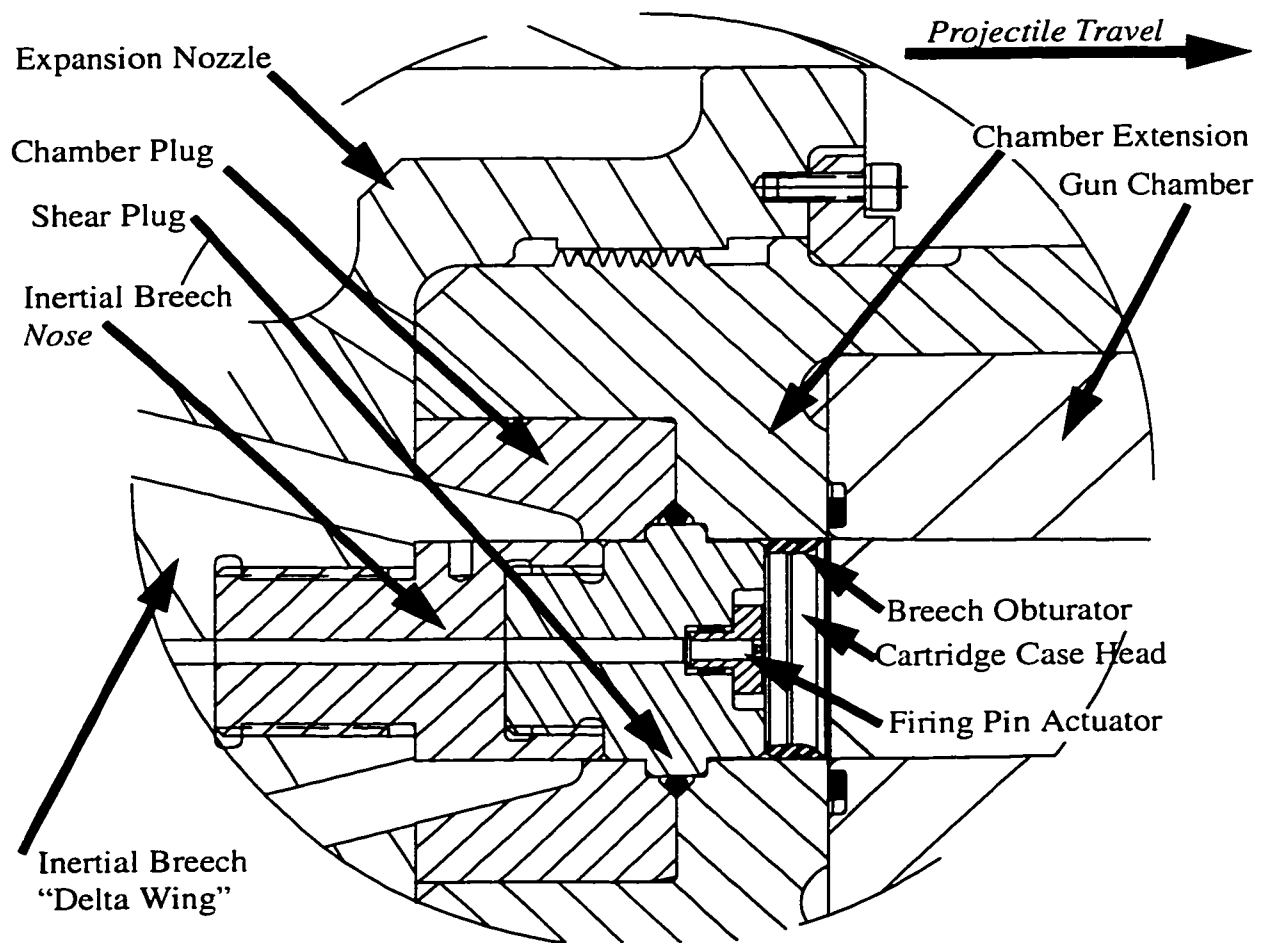 Projectile Travel
Expansion Nozzle
Chamber Plug
Shear Plug
Inertial Breech
Nose
Chamber Extension
Gun Chamber
Breech Obturator
Cartridge Case Head
Firing Pin Actuator
Inertial Breech
“Delta Wing”